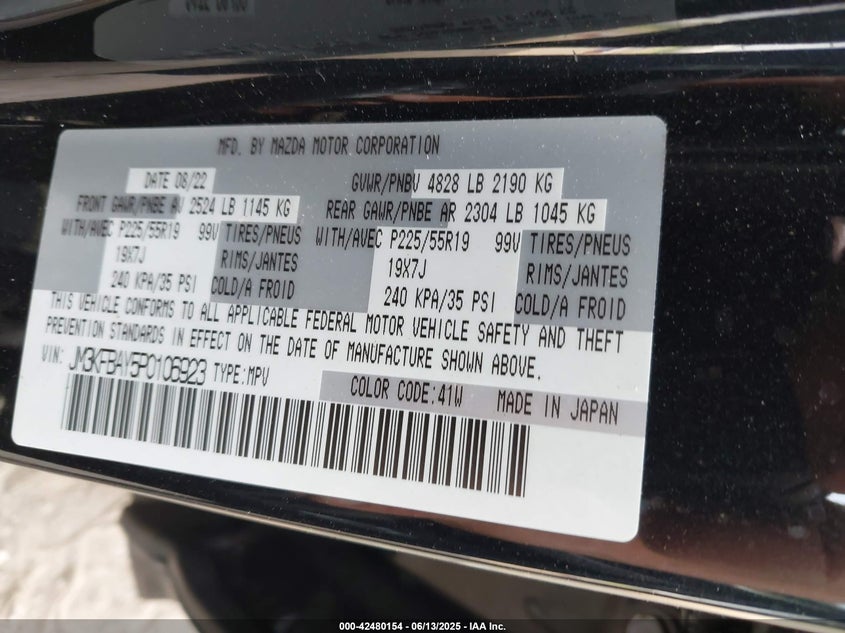 MFD. BY MAZDA MOTOR CORPORATION
DATE 08/22 GVWR/PNBV 4828 LB 2190 KG
FRONT GAWR/PNBE AV 2524 LB 1145 KG REAR GAWR/PNBE AR 2304 LB 1045 KG
WITH/AVEC P225/55R19 99V TIRES/PNEUS WITH/AVEC P225/55R19 99V TIRES/PNEUS
19X7J RIMS/JANTES 19X7J RIMS/JANTES
240 KPA/35 PSI COLD/A FROID 240 KPA/35 PSI COLD/A FROID
THIS VEHICLE CONFORMS TO ALL APPLICABLE FEDERAL MOTOR VEHICLE SAFETY AND THEFT
PREVENTION STANDARDS IN EFFECT ON THE DATE OF MANUFACTURE SHOWN ABOVE.
VIN: JM3KFBAY5P0106923 TYPE:MPV
COLOR CODE:41W MADE IN JAPAN
000-42480154 - 06/13/2025 - IAA Inc.